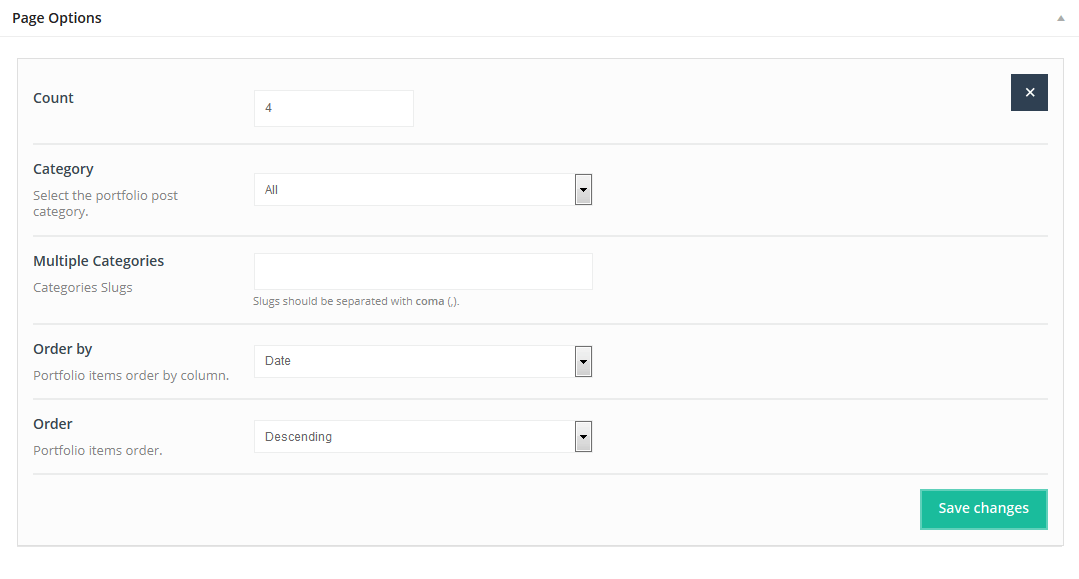 Page Options
Count
4
Category
Select the portfolio post
category.
All
Multiple Categories
Categories Slugs
Slugs should be separated with coma (,).
Order by
Portfolio items order by column.
Date
Order
Portfolio items order.
Descending
Save changes